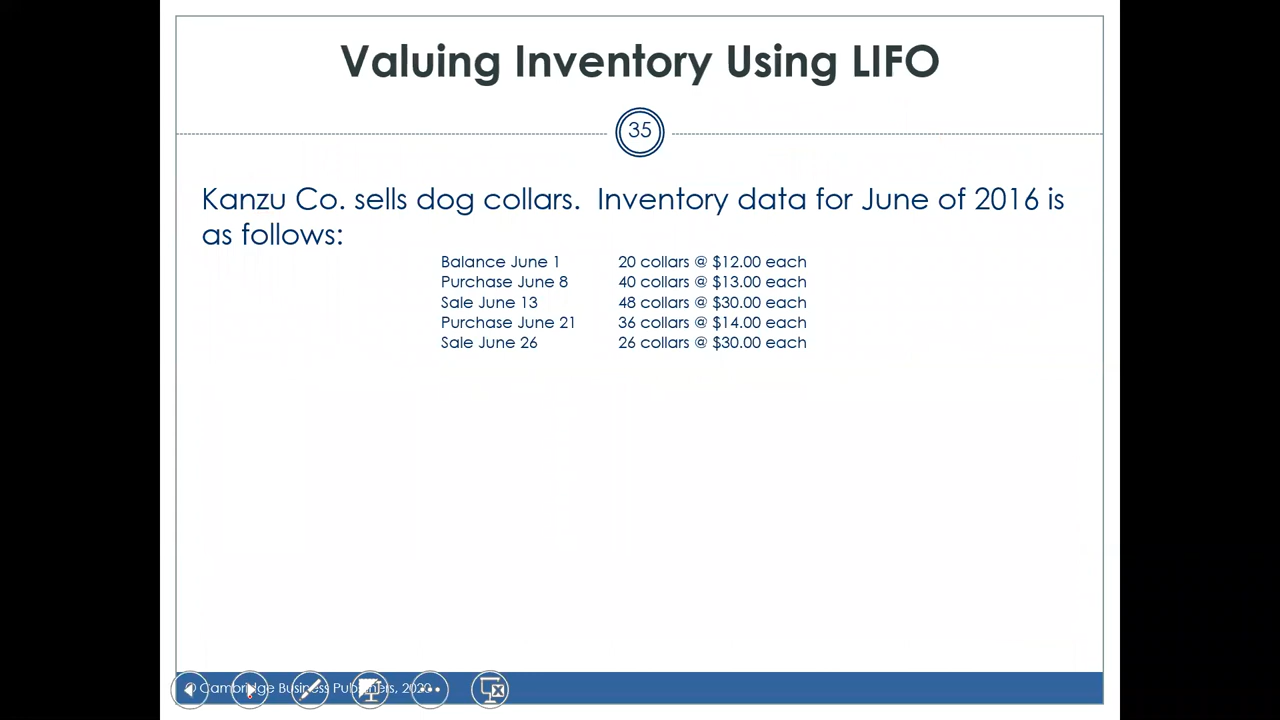 Valuing Inventory Using LIFO
35
Kanzu Co. sells dog collars. Inventory data for June of 2016 is
as follows:
Balance June 1 20 collars @ $12.00 each
Purchase June 8 40 collars @ $13.00 each
Sale June 13 48 collars @ $30.00 each
Purchase June 21 36 collars @ $14.00 each
Sale June 26 26 collars @ $30.00 each
© Cambridge Business Publishers,